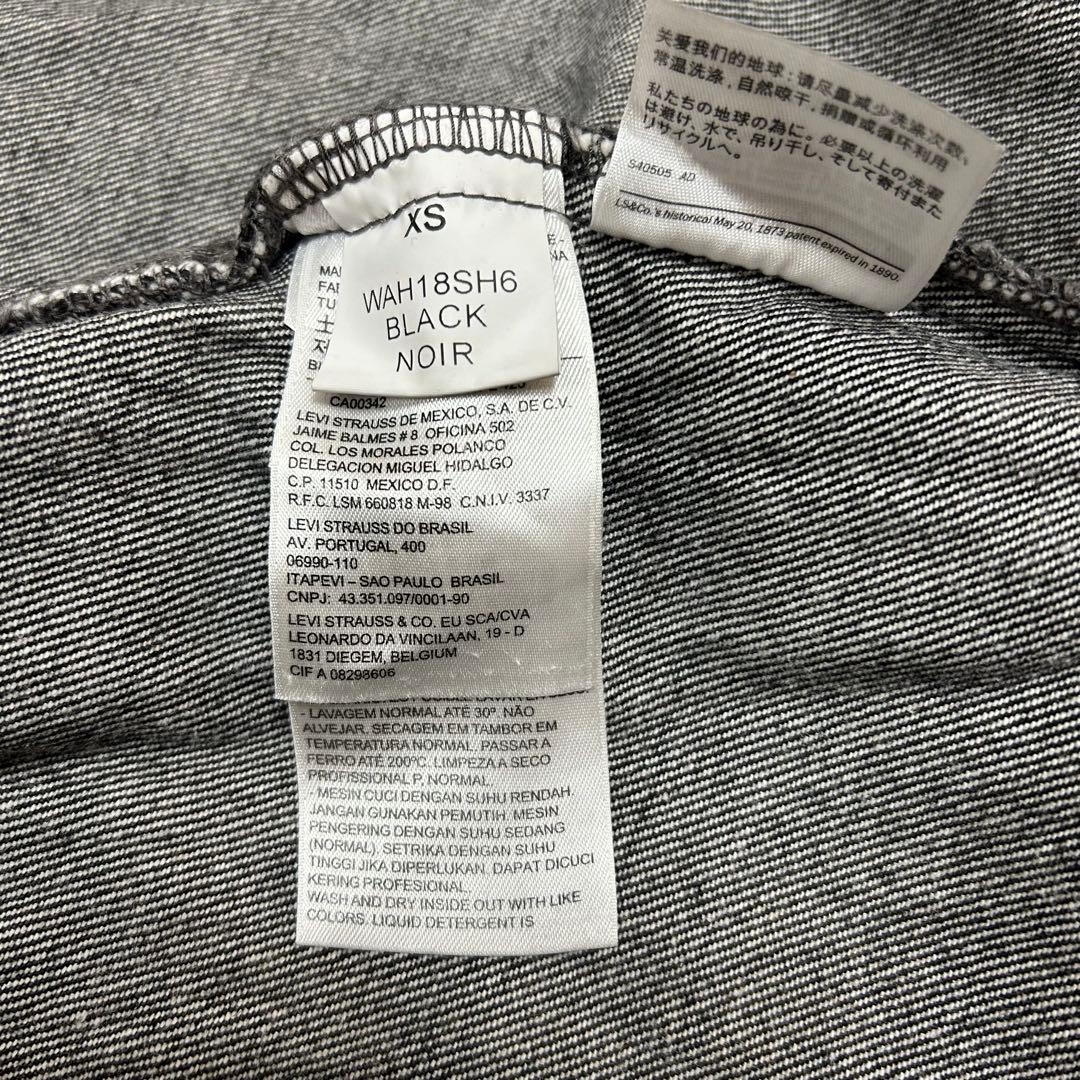 XS
WAH18SH6
BLACK
NOIR
CA00342
LEVI STRAUSS DE MEXICO, S.A. DE C.V.
JAIME BALMES # 8 OFICINA 502
COL. LOS MORALES POLANCO
DELEGACION MIGUEL HIDALGO
C.P. 11510 MEXICO D.F.
R.F.C. LSM 660818 M-98 C.N.I.V. 3337
LEVI STRAUSS DO BRASIL
AV. PORTUGAL, 400
06990-110
ITAPEVI – SAO PAULO BRASIL
CNPJ: 43.351.097/0001-90
LEVI STRAUSS & CO. EU SCA/CVA
LEONARDO DA VINCILAAN, 19 - D
1831 DIEGEM, BELGIUM
CIF A 08298606
- LAVAGEM NORMAL ATÉ 30º. NÃO
ALVEJAR. SECAGEM EM TAMBOR EM
TEMPERATURA NORMAL. PASSAR A
FERRO ATÉ 200ºC. LIMPEZA A SECO
PROFISSIONAL P, NORMAL.
- MESIN CUCI DENGAN SUHU RENDAH.
JANGAN GUNAKAN PEMUTIH. MESIN
PENGERING DENGAN SUHU SEDANG
(NORMAL). SETRIKA DENGAN SUHU
TINGGI JIKA DIPERLUKAN. DAPAT DICUCI
KERING PROFESIONAL.
WASH AND DRY INSIDE OUT WITH LIKE
COLORS. LIQUID DETERGENT IS
关爱我们的地球：请尽量减少洗涤次数、
常温洗涤，自然晾干、捐赠或循环利用
私たちの地球の為に。必要以上の洗濯
は避け、水で、吊り干し、そして寄付また
リサイクルへ。
S40505 AD
LS&Co.'s historical May 20, 1873 patent expired in 1890.